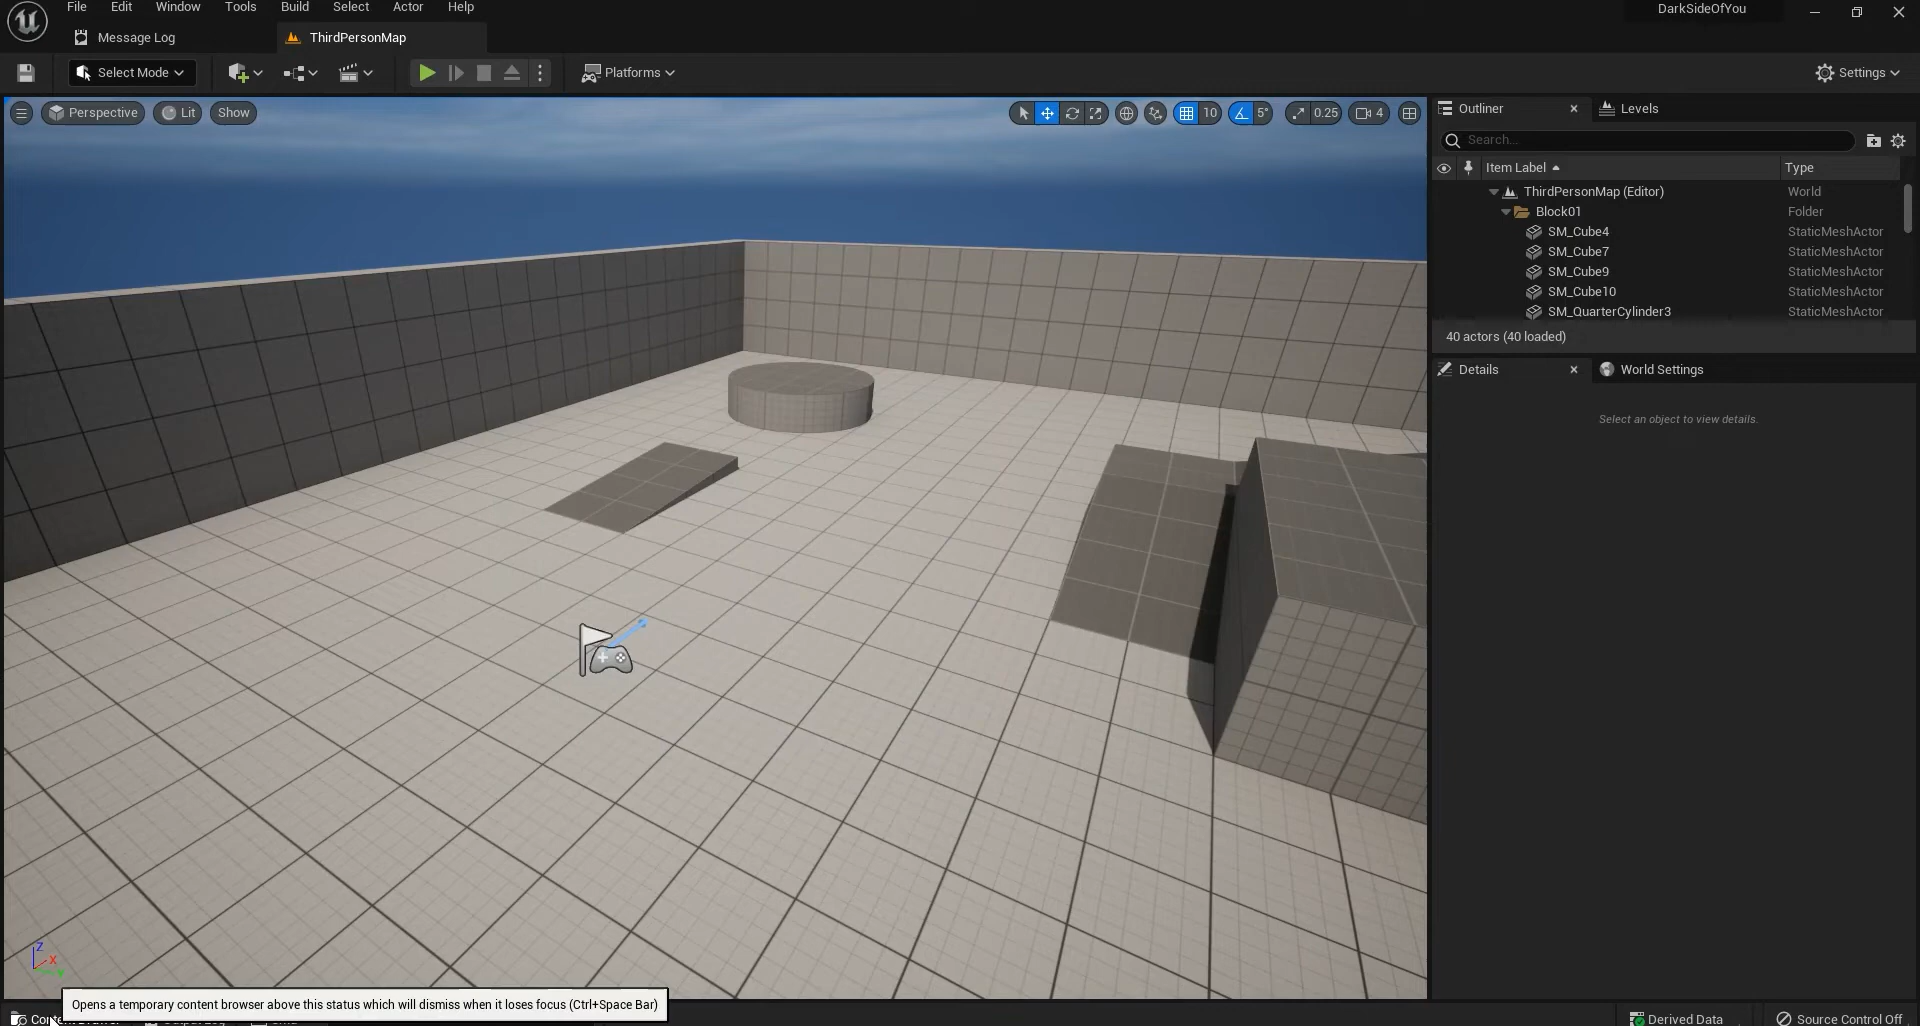 File Edit Window Tools Build Select Actor Help
DarkSideOfYou
Message Log
ThirdPersonMap
Select Mode
Platforms
Settings
Perspective
Lit
Show
10
5°
0.25
4
Outliner
Levels
Search...
Item Label
Type
ThirdPersonMap (Editor) World
Block01 Folder
SM_Cube4 StaticMeshActor
SM_Cube7 StaticMeshActor
SM_Cube9 StaticMeshActor
SM_Cube10 StaticMeshActor
SM_QuarterCylinder3 StaticMeshActor
40 actors (40 loaded)
Details
World Settings
Select an object to view details.
Z
X
Opens a temporary content browser above this status which will dismiss when it loses focus (Ctrl+Space Bar)
Derived Data
Source Control Off